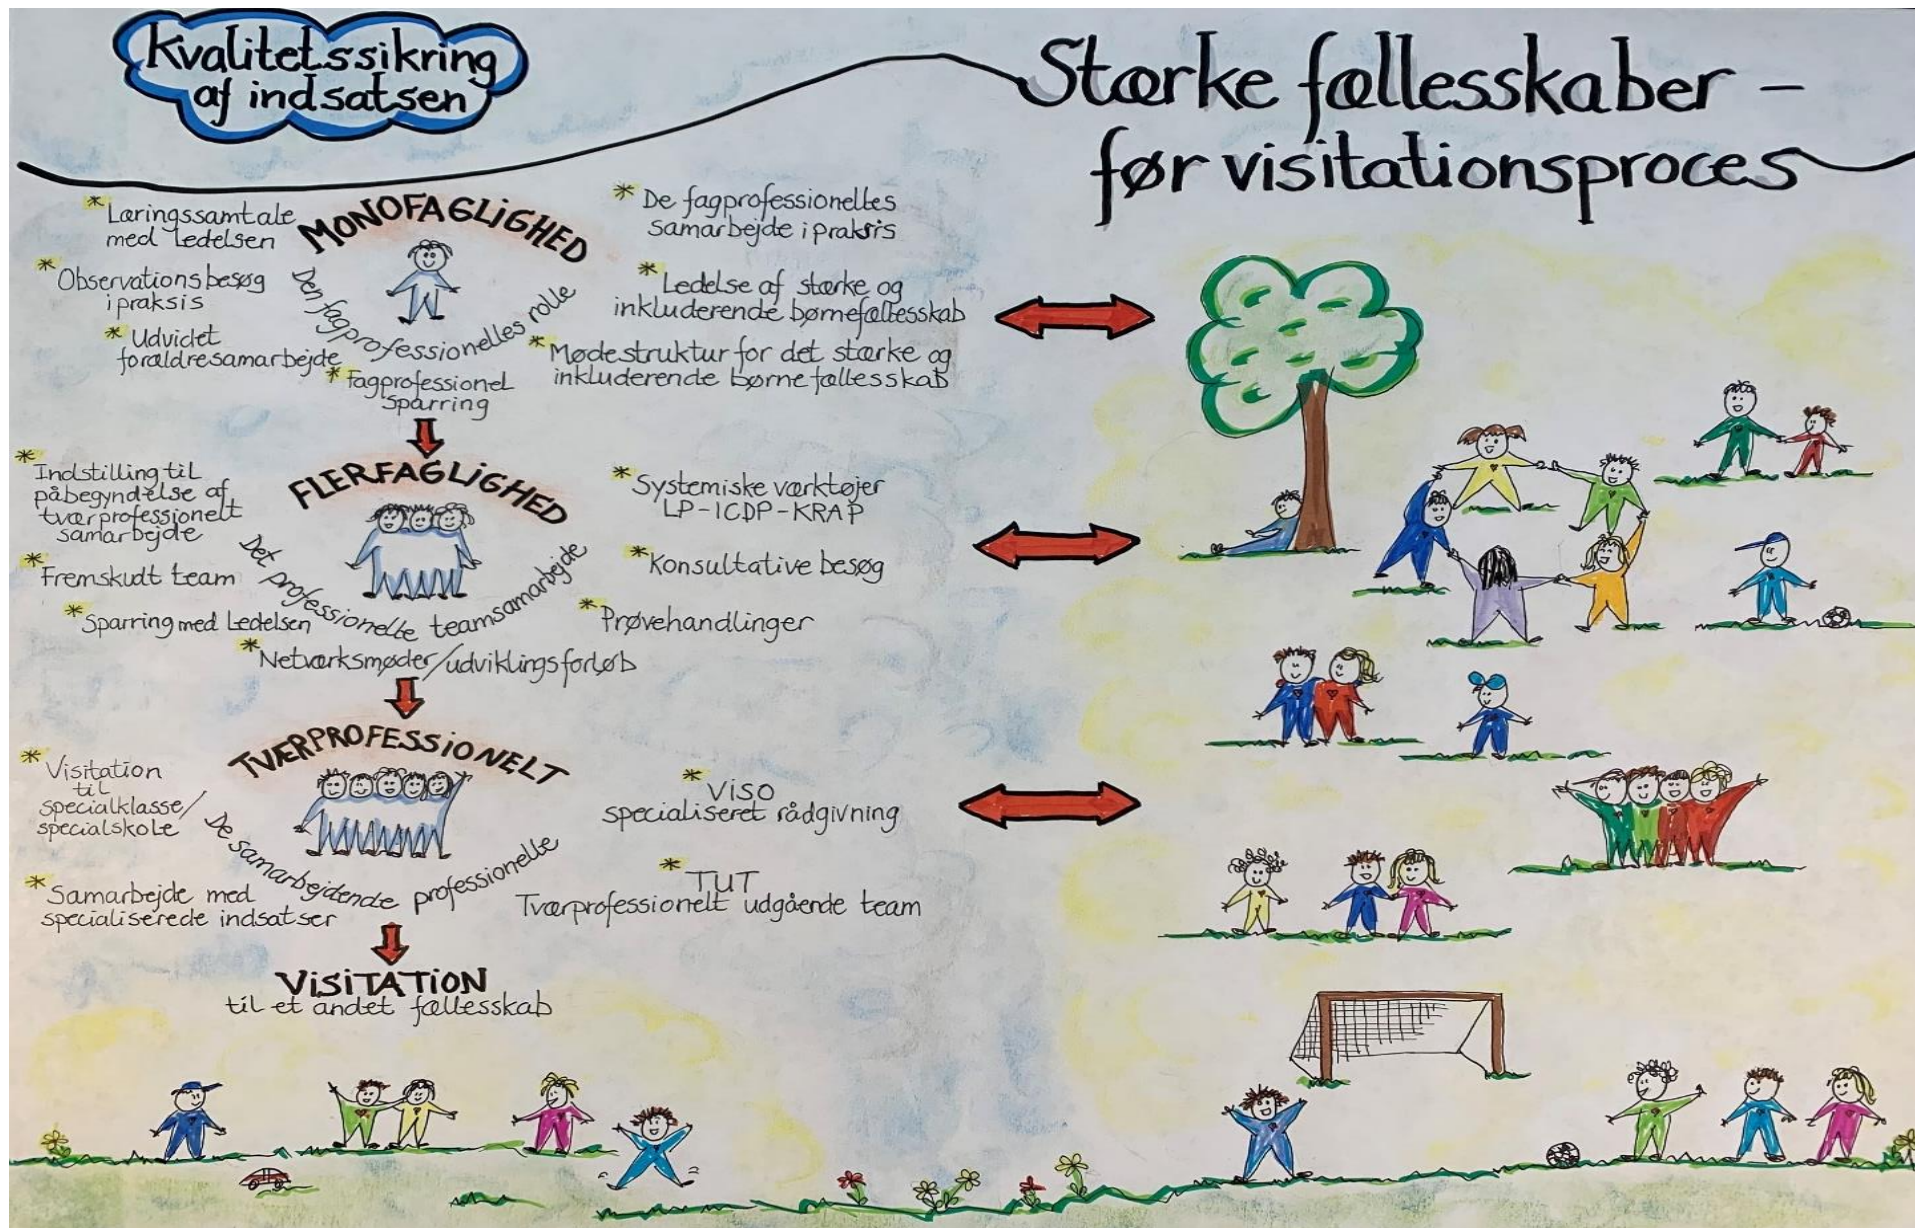 Kvalitetssikring
af indsatsen
Stærke fællesskaber –
før visitationsproces
MONOFAGLIGHED
Den fagprofessionelles rolle
* Læringssamtale
med ledelsen
* Observationsbesøg
i praksis
* Udvidet
forældresamarbejde
* Fagprofessionel
sparring
* De fagprofessionelles
samarbejde i praksis
* Ledelse af stærke og
inkluderende børnefællesskab
* Mødestruktur for det stærke og
inkluderende børnefællesskab
FLERFAGLIGHED
Det professionelle teamsamarbejde
* Indstilling til
påbegyndelse af
tværprofessionelt
samarbejde
* Fremskudt team
* Sparring med ledelsen
* Netværksmøder/udviklingsforløb
* Systemiske værktøjer
LP-ICDP-KRAP
* Konsultative besøg
* Prøvehandlinger
TVÆRPROFESSIONELT
De samarbejdende professionelle
* Visitation
til
specialklasse/
specialskole
* Samarbejde med
specialiserede indsatser
* VISO
specialiseret rådgivning
* TUT
Tværprofessionelt udgående team
VISITATION
til et andet fællesskab